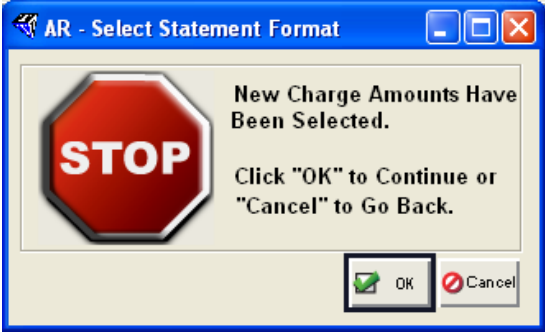 AR - Select Statement Format
STOP
New Charge Amounts Have
Been Selected.
Click "OK" to Continue or
"Cancel" to Go Back.
OK
Cancel